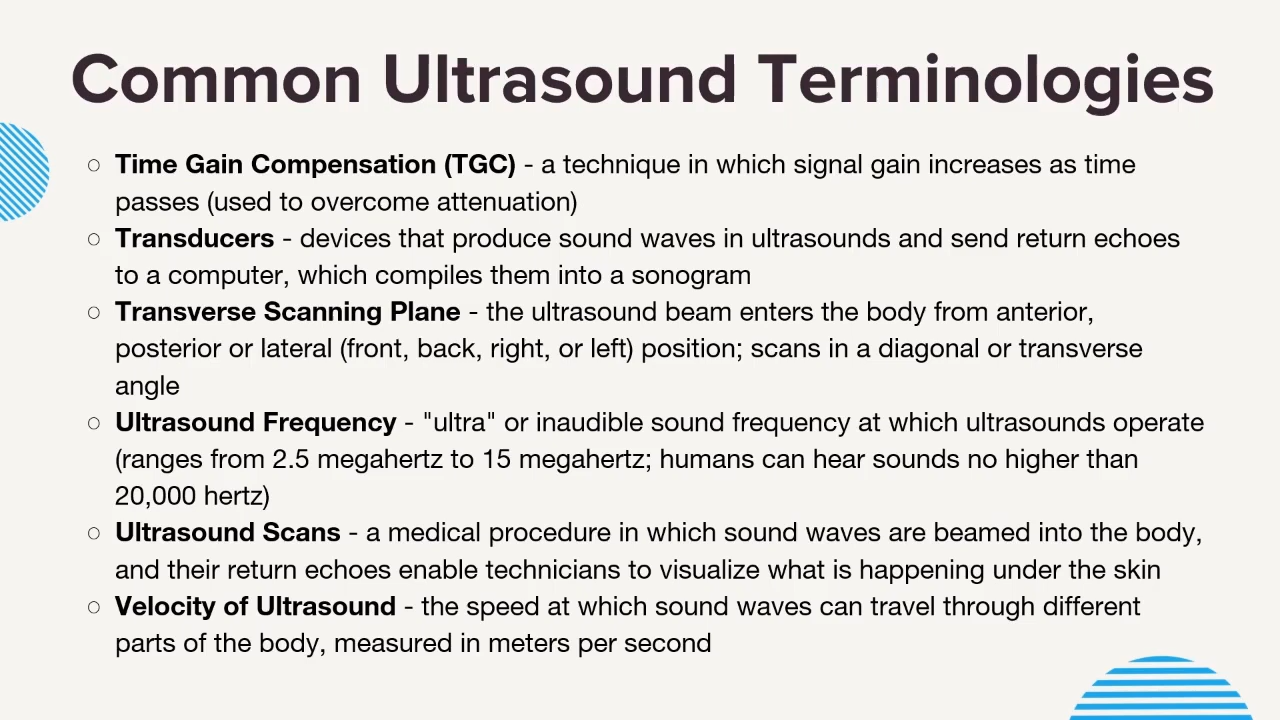 Common Ultrasound Terminologies
○ Time Gain Compensation (TGC) - a technique in which signal gain increases as time
passes (used to overcome attenuation)
○ Transducers - devices that produce sound waves in ultrasounds and send return echoes
to a computer, which compiles them into a sonogram
○ Transverse Scanning Plane - the ultrasound beam enters the body from anterior,
posterior or lateral (front, back, right, or left) position; scans in a diagonal or transverse
angle
○ Ultrasound Frequency - "ultra" or inaudible sound frequency at which ultrasounds operate
(ranges from 2.5 megahertz to 15 megahertz; humans can hear sounds no higher than
20,000 hertz)
○ Ultrasound Scans - a medical procedure in which sound waves are beamed into the body,
and their return echoes enable technicians to visualize what is happening under the skin
○ Velocity of Ultrasound - the speed at which sound waves can travel through different
parts of the body, measured in meters per second